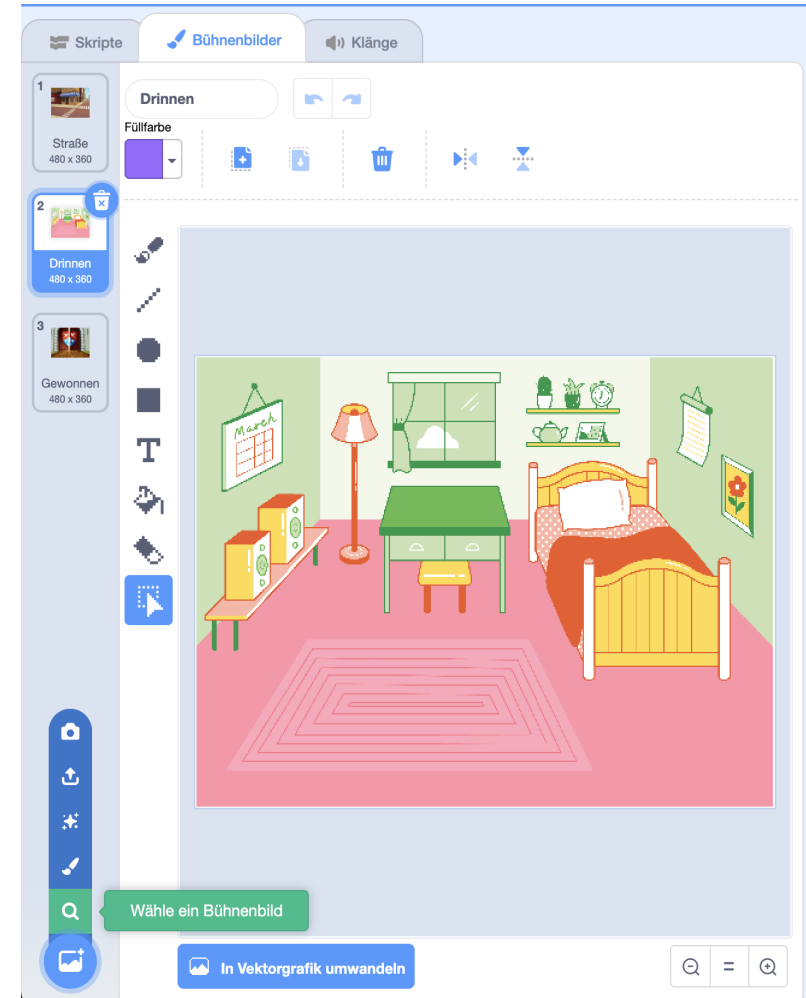 Skripte
Bühnenbilder
Klänge
1
Straße
480 x 360
2
Drinnen
480 x 360
3
Gewonnen
480 x 360
Drinnen
Füllfarbe
T
March
Wähle ein Bühnenbild
In Vektorgrafik umwandeln